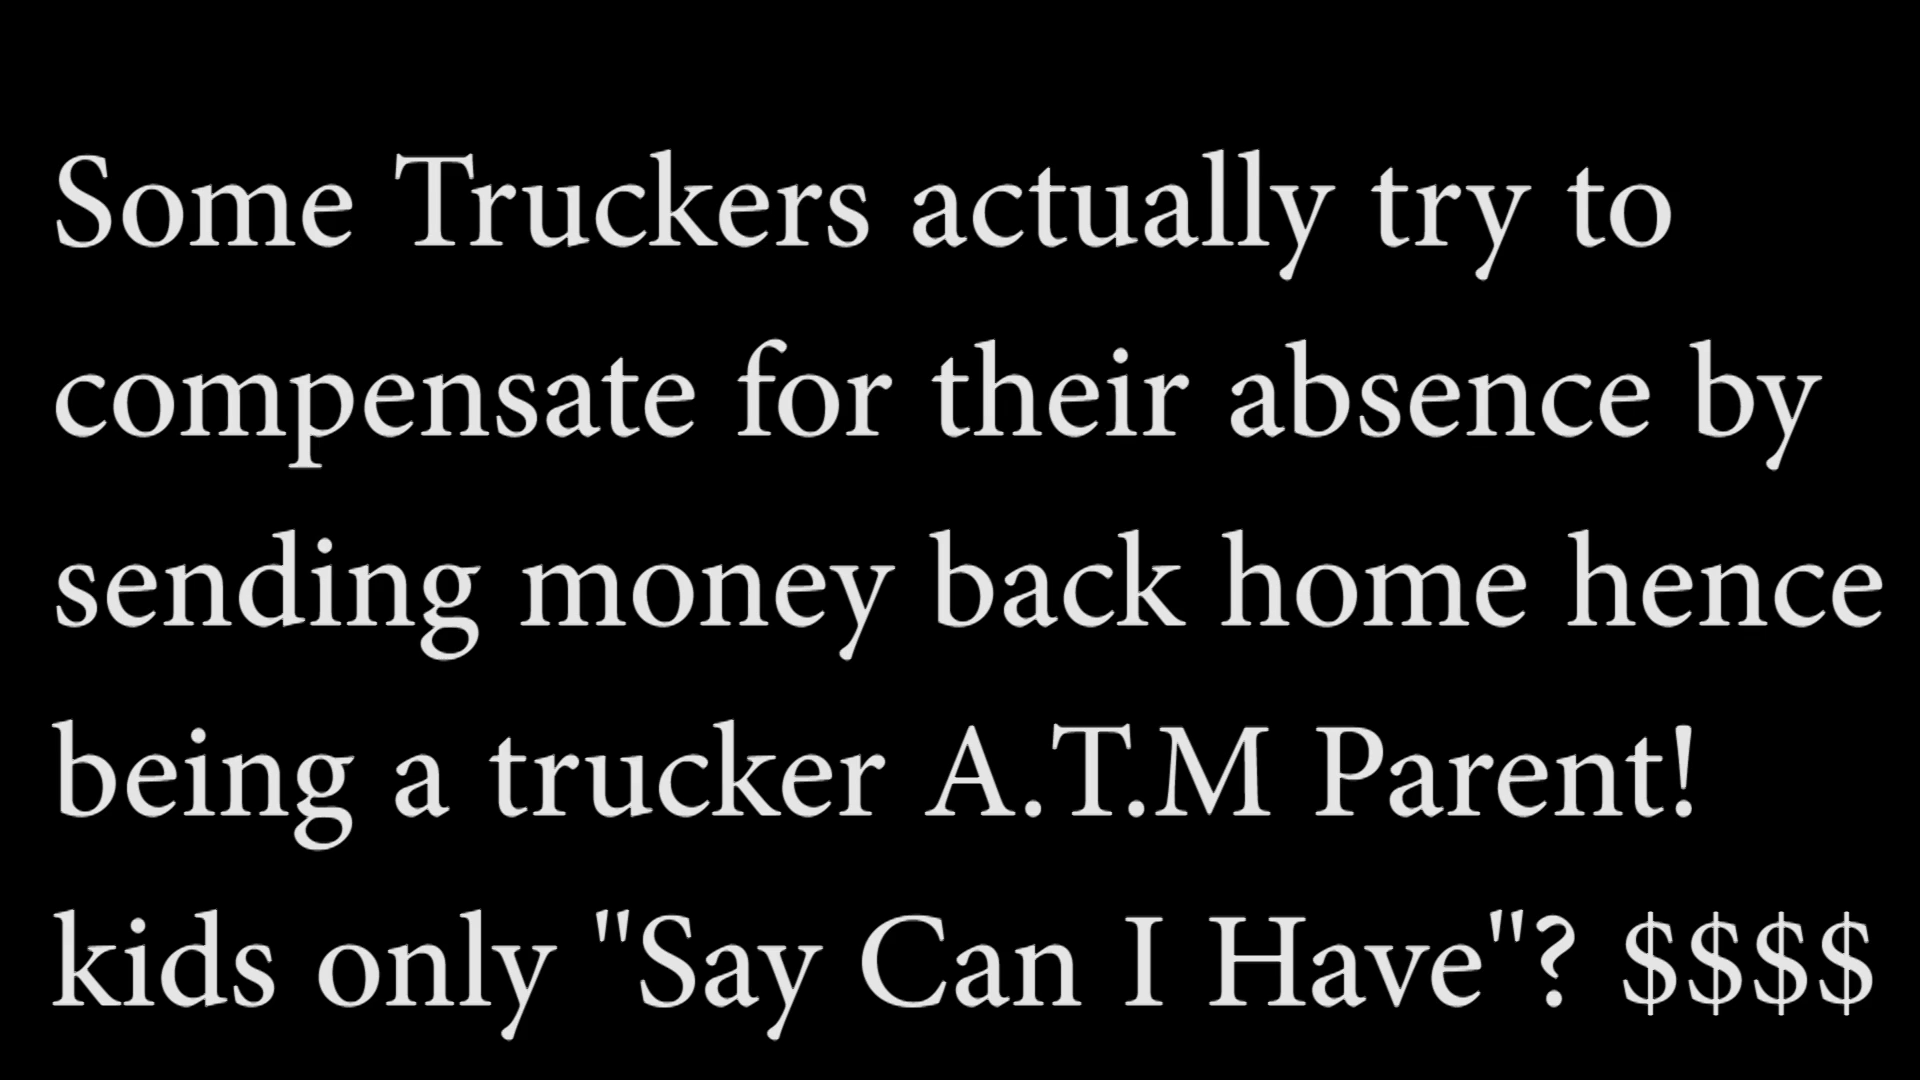 Some Truckers actually try to
compensate for their absence by
sending money back home hence
being a trucker A.T.M Parent!
kids only "Say Can I Have"? $$$$